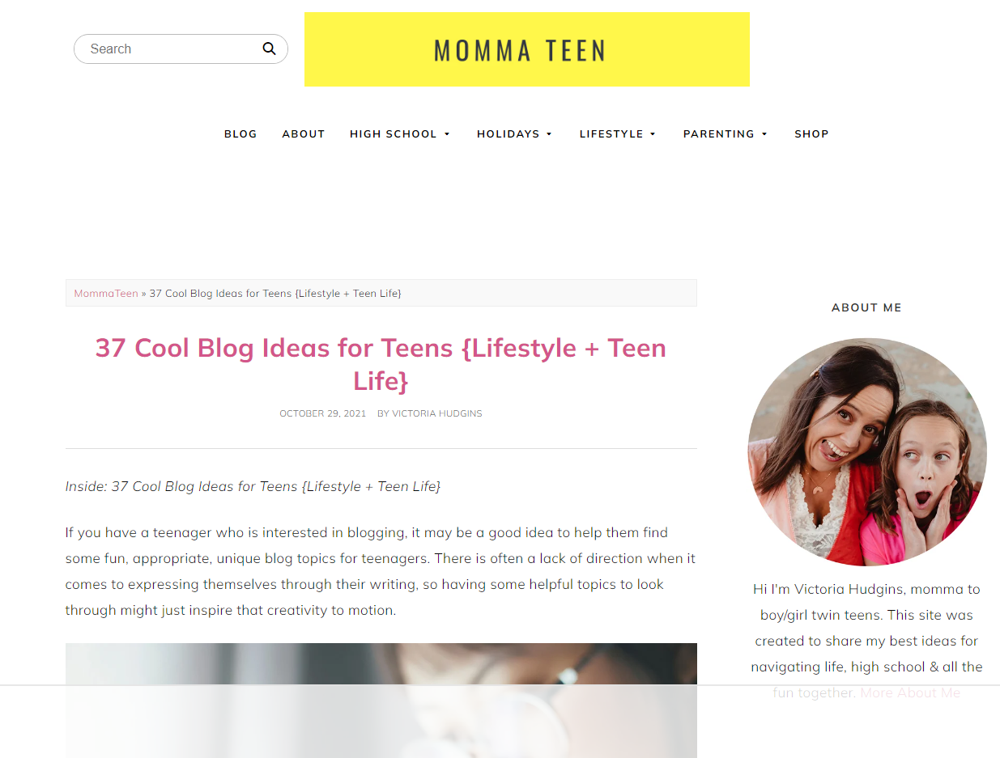 Search
MOMMA TEEN
BLOG ABOUT HIGH SCHOOL HOLIDAYS LIFESTYLE PARENTING SHOP
MommaTeen » 37 Cool Blog Ideas for Teens {Lifestyle + Teen Life}
37 Cool Blog Ideas for Teens {Lifestyle + Teen
Life}
OCTOBER 29, 2021 BY VICTORIA HUDGINS
Inside: 37 Cool Blog Ideas for Teens {Lifestyle + Teen Life}
If you have a teenager who is interested in blogging, it may be a good idea to help them find
some fun, appropriate, unique blog topics for teenagers. There is often a lack of direction when it
comes to expressing themselves through their writing, so having some helpful topics to look
through might just inspire that creativity to motion.
ABOUT ME
Hi I'm Victoria Hudgins, momma to
boy/girl twin teens. This site was
created to share my best ideas for
navigating life, high school & all the
fun together. More About Me